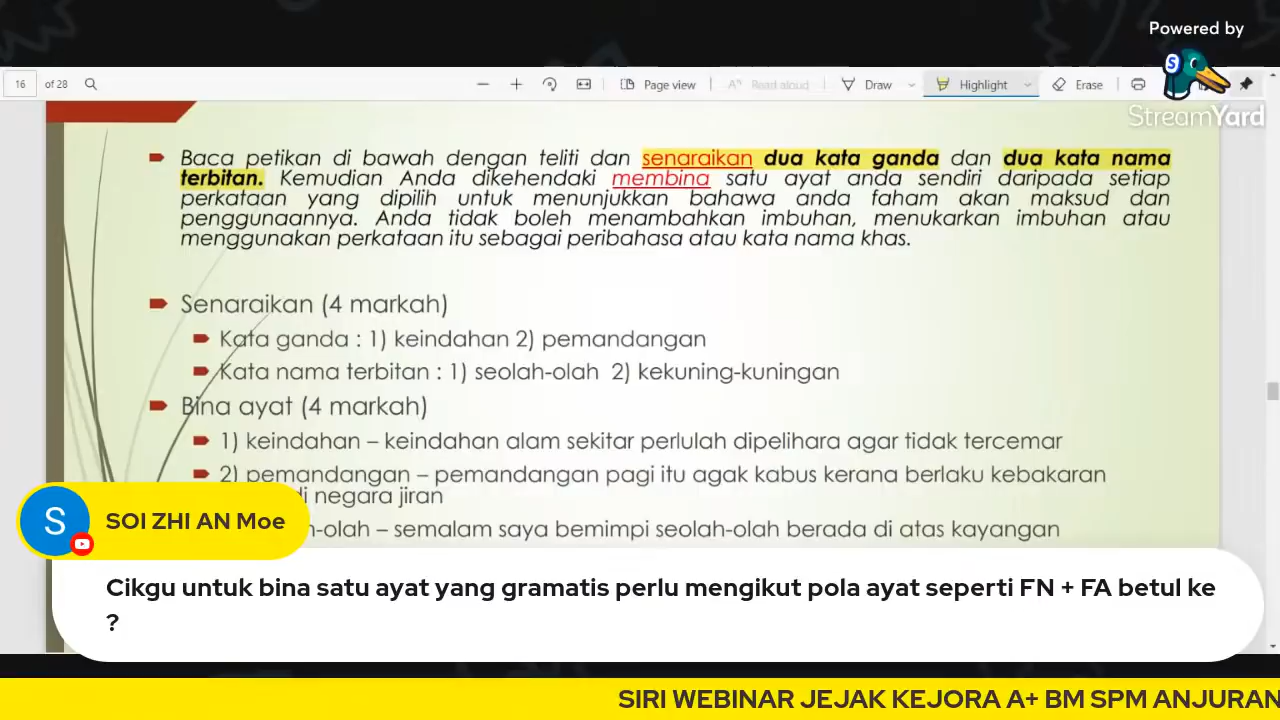 Powered by
StreamYard
16 of 28 Page view Read aloud Draw Highlight Erase
Baca petikan di bawah dengan teliti dan senaraikan dua kata ganda dan dua kata nama
terbitan. Kemudian Anda dikehendaki membina satu ayat anda sendiri daripada setiap
perkataan yang dipilih untuk menunjukkan bahawa anda faham akan maksud dan
penggunaannya. Anda tidak boleh menambahkan imbuhan, menukarkan imbuhan atau
menggunakan perkataan itu sebagai peribahasa atau kata nama khas.
Senaraikan (4 markah)
Kata ganda : 1) keindahan 2) pemandangan
Kata nama terbitan : 1) seolah-olah 2) kekuning-kuningan
Bina ayat (4 markah)
1) keindahan – keindahan alam sekitar perlulah dipelihara agar tidak tercemar
2) pemandangan – pemandangan pagi itu agak kabus kerana berlaku kebakaran
di negara jiran
-olah – semalam saya bemimpi seolah-olah berada di atas kayangan
S
SOI ZHI AN Moe
Cikgu untuk bina satu ayat yang gramatis perlu mengikut pola ayat seperti FN + FA betul ke
?
SIRI WEBINAR JEJAK KEJORA A+ BM SPM ANJURAN